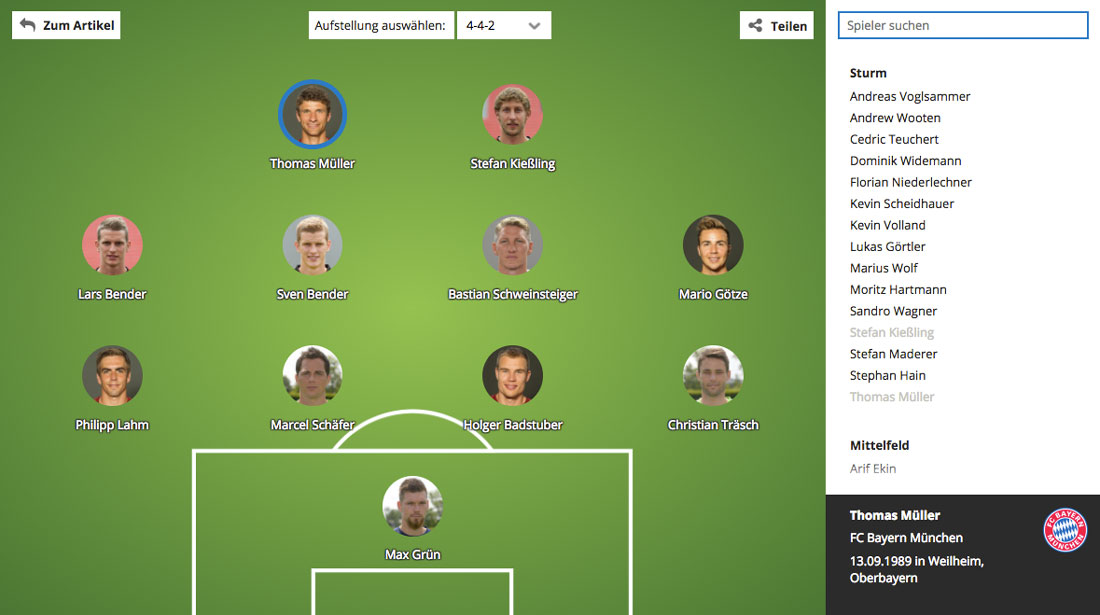 Zum Artikel
Aufstellung auswählen:
4-4-2
Teilen
Spieler suchen
Thomas Müller
Stefan Kießling
Lars Bender
Sven Bender
Bastian Schweinsteiger
Mario Götze
Philipp Lahm
Marcel Schäfer
Holger Badstuber
Christian Träsch
Max Grün
Sturm
Andreas Voglsammer
Andrew Wooten
Cedric Teuchert
Dominik Widemann
Florian Niederlechner
Kevin Scheidhauer
Kevin Volland
Lukas Görtler
Marius Wolf
Moritz Hartmann
Sandro Wagner
Stefan Kießling
Stefan Maderer
Stephan Hain
Thomas Müller
Mittelfeld
Arif Ekin
Thomas Müller
FC Bayern München
13.09.1989 in Weilheim,
Oberbayern
FC BAYERN
MÜNCHEN